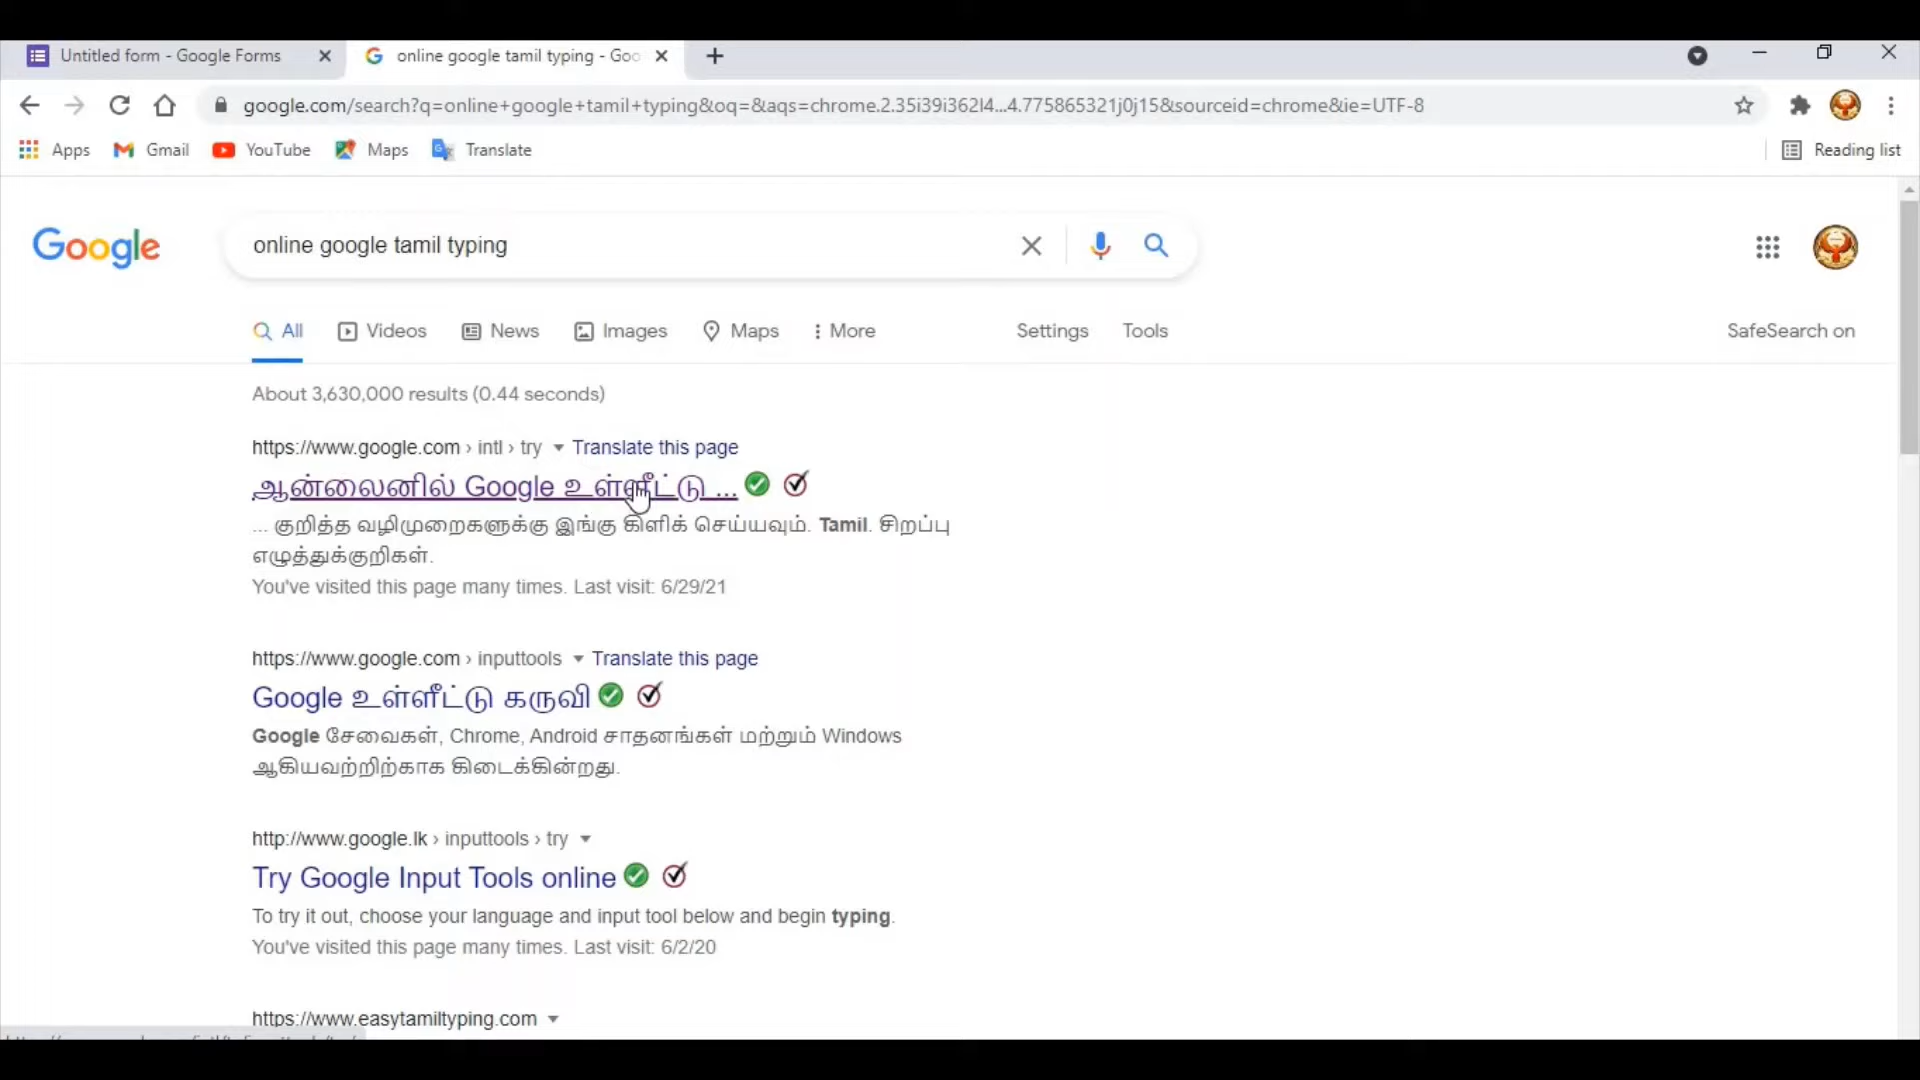 Untitled form - Google Forms
online google tamil typing - Goo
google.com/search?q=online+google+tamil+typing&oq=&aqs=chrome.2.35i39i362l4...4.775865321j0j15&sourceid=chrome&ie=UTF-8
Apps Gmail YouTube Maps Translate Reading list
Google
online google tamil typing
All Videos News Images Maps More Settings Tools SafeSearch on
About 3,630,000 results (0.44 seconds)
https://www.google.com › intl › try Translate this page
ஆன்லைனில் Google உள்ளீட்டு ...
... குறித்த வழிமுறைகளுக்கு இங்கு கிளிக் செய்யவும். Tamil. சிறப்பு
எழுத்துக்குறிகள்.
You've visited this page many times. Last visit: 6/29/21
https://www.google.com › inputtools Translate this page
Google உள்ளீட்டு கருவி
Google சேவைகள், Chrome, Android சாதனங்கள் மற்றும் Windows
ஆகியவற்றிற்காக கிடைக்கின்றது.
http://www.google.lk › inputtools › try
Try Google Input Tools online
To try it out, choose your language and input tool below and begin typing.
You've visited this page many times. Last visit: 6/2/20
https://www.easytamiltyping.com